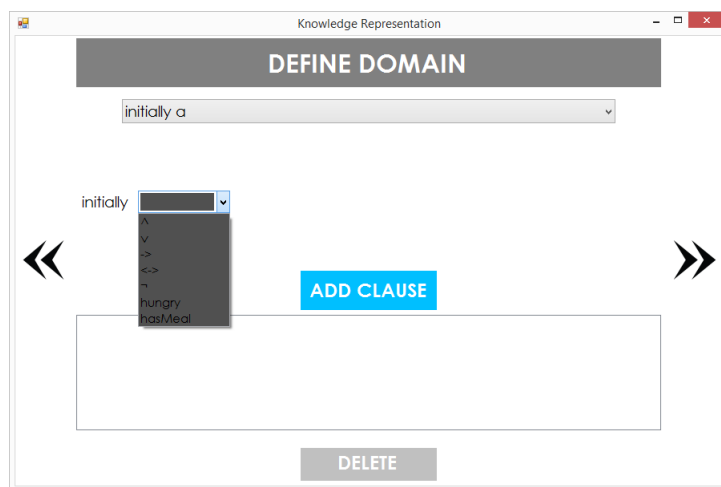 Knowledge Representation
DEFINE DOMAIN
initially a
initially
^
v
->
<->
¬
hungry
hasMeal
ADD CLAUSE
DELETE